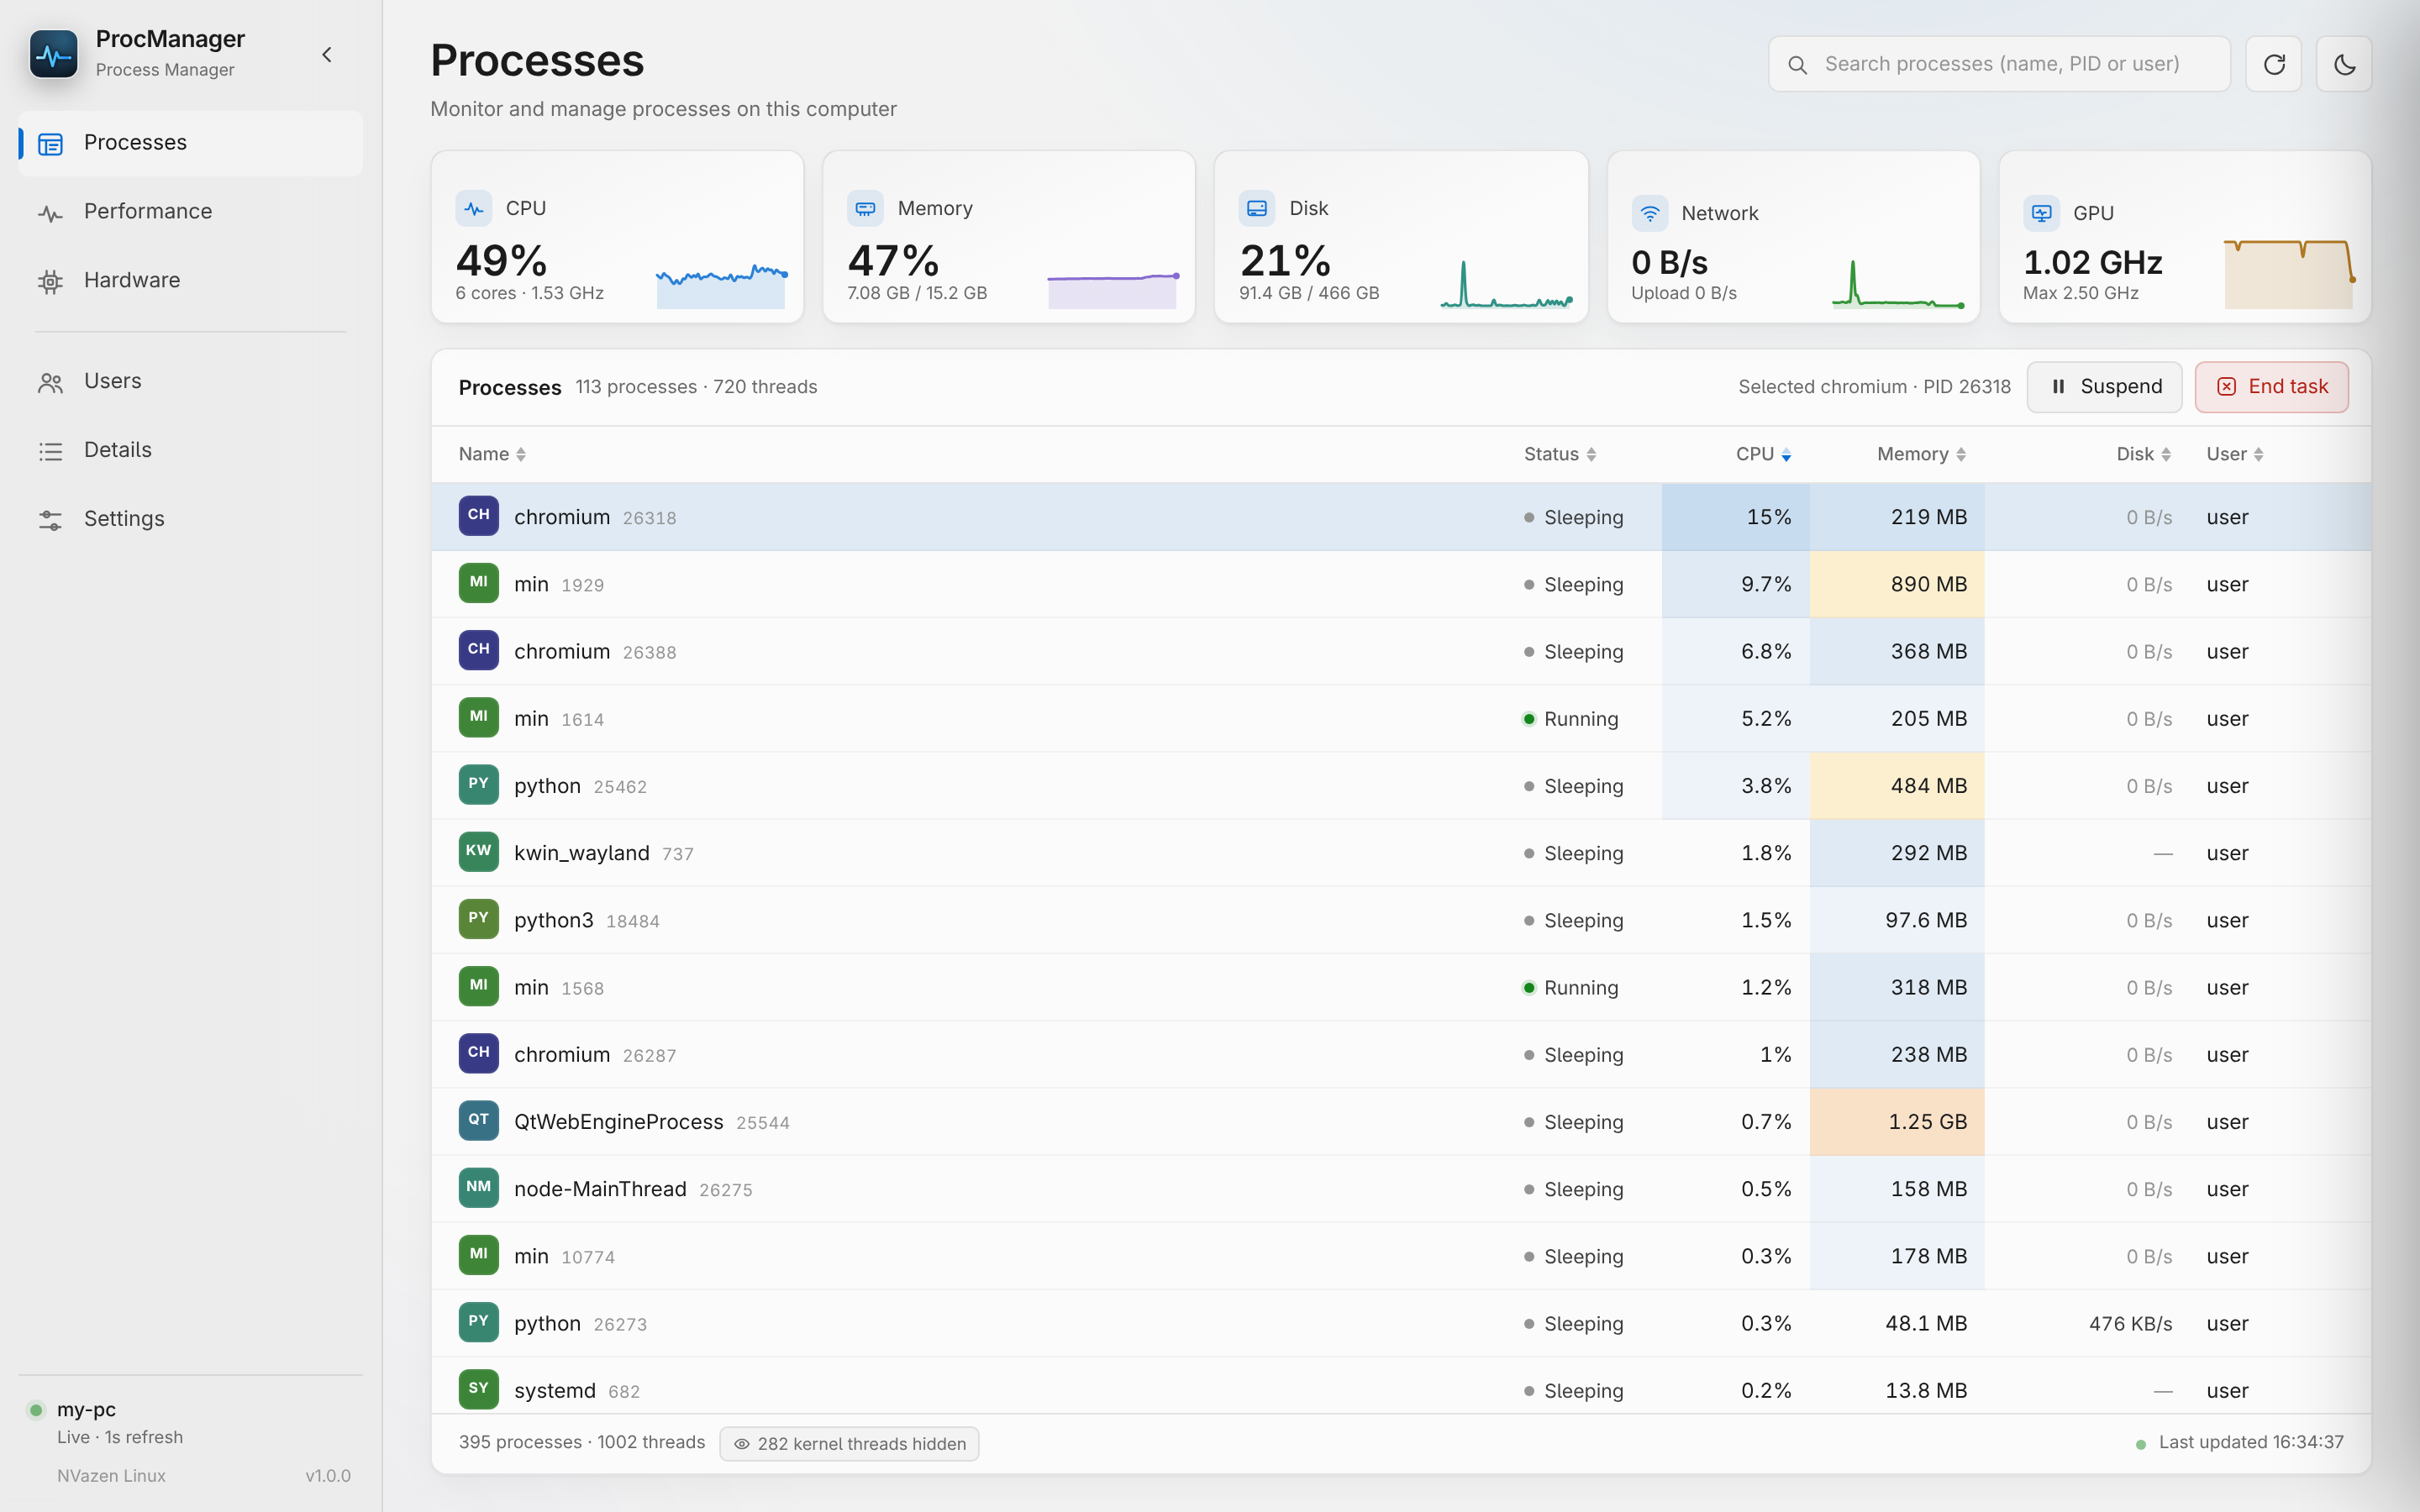 ProcManager
Process Manager
Processes
Performance
Hardware
Users
Details
Settings
my-pc
Live · 1s refresh
NVazen Linux v1.0.0
Processes
Monitor and manage processes on this computer
Search processes (name, PID or user)
CPU
49%
6 cores · 1.53 GHz
Memory
47%
7.08 GB / 15.2 GB
Disk
21%
91.4 GB / 466 GB
Network
0 B/s
Upload 0 B/s
GPU
1.02 GHz
Max 2.50 GHz
Processes 113 processes · 720 threads Selected chromium · PID 26318 Suspend End task
Name Status CPU Memory Disk User
CH chromium 26318 Sleeping 15% 219 MB 0 B/s user
MI min 1929 Sleeping 9.7% 890 MB 0 B/s user
CH chromium 26388 Sleeping 6.8% 368 MB 0 B/s user
MI min 1614 Running 5.2% 205 MB 0 B/s user
PY python 25462 Sleeping 3.8% 484 MB 0 B/s user
KW kwin_wayland 737 Sleeping 1.8% 292 MB — user
PY python3 18484 Sleeping 1.5% 97.6 MB 0 B/s user
MI min 1568 Running 1.2% 318 MB 0 B/s user
CH chromium 26287 Sleeping 1% 238 MB 0 B/s user
QT QtWebEngineProcess 25544 Sleeping 0.7% 1.25 GB 0 B/s user
NM node-MainThread 26275 Sleeping 0.5% 158 MB 0 B/s user
MI min 10774 Sleeping 0.3% 178 MB 0 B/s user
PY python 26273 Sleeping 0.3% 48.1 MB 476 KB/s user
SY systemd 682 Sleeping 0.2% 13.8 MB — user
395 processes · 1002 threads 282 kernel threads hidden Last updated 16:34:37